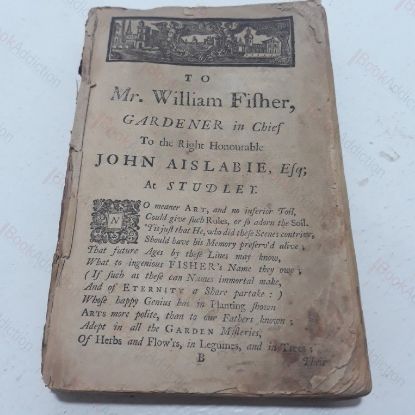 TO
Mr. William Fiſher,
GARDENER in Chief
To the Right Honourable
JOHN AISLABIE, Eſq;
At STUDLEY.
NO meaner ART, and no inferior Toil,
Could give ſuch Rules, or ſo adorn the Soil.
'Tis juſt that He, who did theſe Scenes contrive,
Should have his Memory preſerv'd alive;
That future Ages by theſe Lines may know,
What to ingenious FISHER's Name they owe;
(If ſuch as theſe can Names immortal make,
And of ETERNITY a Share partake:)
Whoſe happy Genius has in Planting ſhown
ARTS more polite, than to our Fathers known;
Adept in all the GARDEN Miſteries,
Of Herbs and Flow'rs, in Legumes, and in Trees;
B
Their